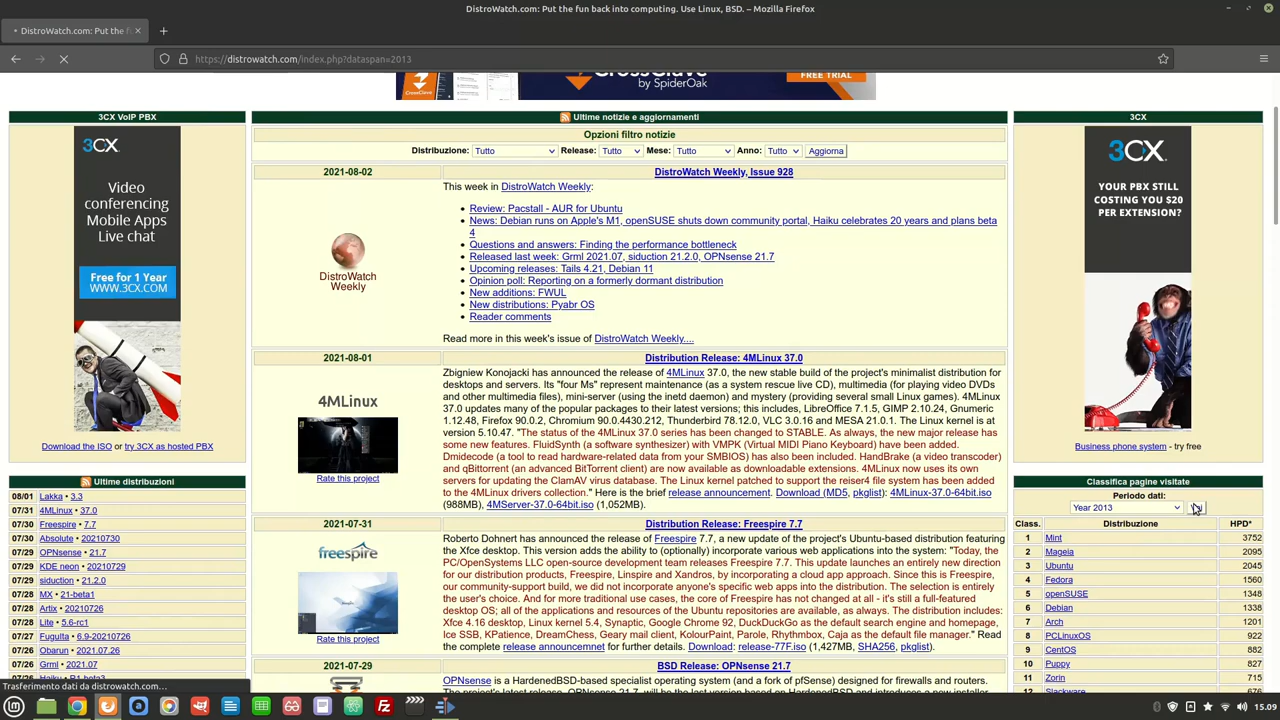 DistroWatch.com: Put the fun back into computing. Use Linux, BSD. – Mozilla Firefox
DistroWatch.com: Put the f
https://distrowatch.com/index.php?dataspan=2013
CrossClave
by SpiderOak
FREE TRIAL
3CX VoIP PBX
3CX
Video
conferencing
Mobile Apps
Live chat
Free for 1 Year
WWW.3CX.COM
Download the ISO or try 3CX as hosted PBX
Ultime distribuzioni
08/01 Lakka • 3.3
07/31 4MLinux • 37.0
07/30 Freespire • 7.7
07/30 Absolute • 20210730
07/29 OPNsense • 21.7
07/29 KDE neon • 20210729
07/29 siduction • 21.2.0
07/28 MX • 21-beta1
07/28 Artix • 20210726
07/28 Lite • 5.6-rc1
07/27 Fugulta • 6.9-20210726
07/26 Obarun • 2021.07.26
07/26 Grml • 2021.07
Trasferimento dati da distrowatch.com...
Ultime notizie e aggiornamenti
Opzioni filtro notizie
Distribuzione: Tutto Release: Tutto Mese: Tutto Anno: Tutto Aggiorna
2021-08-02
DistroWatch Weekly, Issue 928
DistroWatch
Weekly
This week in DistroWatch Weekly:
• Review: Pacstall - AUR for Ubuntu
• News: Debian runs on Apple's M1, openSUSE shuts down community portal, Haiku celebrates 20 years and plans beta
4
• Questions and answers: Finding the performance bottleneck
• Released last week: Grml 2021.07, siduction 21.2.0, OPNsense 21.7
• Upcoming releases: Tails 4.21, Debian 11
• Opinion poll: Reporting on a formerly dormant distribution
• New additions: FWUL
• New distributions: Pyabr OS
• Reader comments
Read more in this week's issue of DistroWatch Weekly....
2021-08-01
Distribution Release: 4MLinux 37.0
4MLinux
Rate this project
Zbigniew Konojacki has announced the release of 4MLinux 37.0, the new stable build of the project's minimalist distribution for
desktops and servers. Its "four Ms" represent maintenance (as a system rescue live CD), multimedia (for playing video DVDs
and other multimedia files), mini-server (using the inetd daemon) and mystery (providing several small Linux games). 4MLinux
37.0 updates many of the popular packages to their latest versions; this includes, LibreOffice 7.1.5, GIMP 2.10.24, Gnumeric
1.12.48, Firefox 90.0.2, Chromium 90.0.4430.212, Thunderbird 78.12.0, VLC 3.0.16 and MESA 21.0.1. The Linux kernel is at
version 5.10.47. "The status of the 4MLinux 37.0 series has been changed to STABLE. As always, the new major release has
some new features. FluidSynth (a software synthesizer) with VMPK (Virtual MIDI Piano Keyboard) have been added.
Dmidecode (a tool to read hardware-related data from your SMBIOS) has also been included. HandBrake (a video transcoder)
and qBittorrent (an advanced BitTorrent client) are now available as downloadable extensions. 4MLinux now uses its own
servers for updating the ClamAV virus database. The Linux kernel patched to support the reiser4 file system has been added
to the 4MLinux drivers collection." Here is the brief release announcement. Download (MD5, pkglist): 4MLinux-37.0-64bit.iso
(988MB), 4MServer-37.0-64bit.iso (1,052MB).
2021-07-31
Distribution Release: Freespire 7.7
freespire
Rate this project
Roberto Dohnert has announced the release of Freespire 7.7, a new update of the project's Ubuntu-based distribution featuring
the Xfce desktop. This version adds the ability to (optionally) incorporate various web applications into the system: "Today, the
PC/OpenSystems LLC open-source development team releases Freespire 7.7. This update launches an entirely new direction
for our distribution products, Freespire, Linspire and Xandros, by incorporating a cloud app approach. Since this is Freespire,
our community-support build, we did not incorporate anyone's specific web apps into the distribution. The selection is entirely
the user's choice. And for more traditional use cases, the core of Freespire has not changed at all - it's still a full-featured
desktop OS; all of the applications and resources of the Ubuntu repositories are available, as always. The distribution includes:
Xfce 4.16 desktop, Linux kernel 5.4, Synaptic, Google Chrome 92, DuckDuckGo as the default search engine and homepage,
Ice SSB, KPatience, DreamChess, Geary mail client, KolourPaint, Parole, Rhythmbox, Caja as the default file manager." Read
the complete release announcemnet for further details. Download: release-77F.iso (1,427MB, SHA256, pkglist).
2021-07-29
BSD Release: OPNsense 21.7
OPNsense is a HardenedBSD-based specialist operating system (and a fork of pfSense) designed for firewalls and routers.
3CX
3CX
YOUR PBX STILL
COSTING YOU $20
PER EXTENSION?
Business phone system - try free
Classifica pagine visitate
Periodo dati:
Year 2013
Class. Distribuzione HPD*
1 Mint 3752
2 Mageia 2095
3 Ubuntu 2045
4 Fedora 1560
5 openSUSE 1348
6 Debian 1338
7 Arch 1201
8 PCLinuxOS 922
9 CentOS 882
10 Puppy 827
11 Zorin 715
12 Slackware 676
15.09